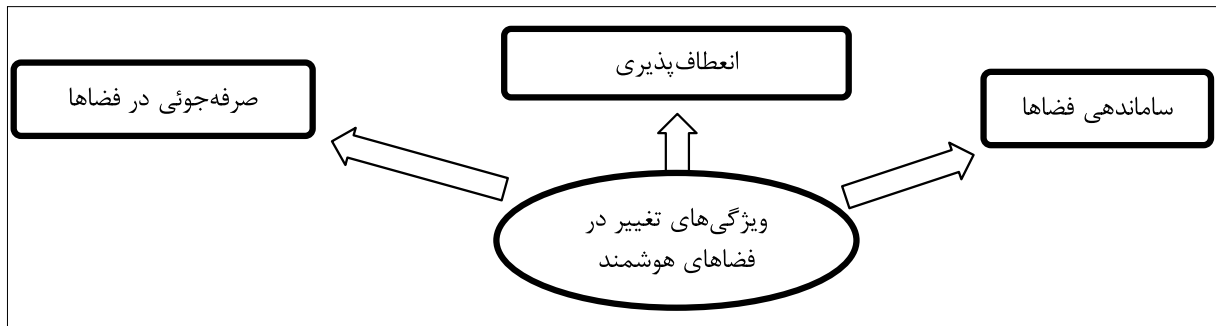 انعطاف‌پذیری
ساماندهی فضاها
صرفه‌جوئی در فضاها
ویژگی‌های تغییر در
فضاهای هوشمند